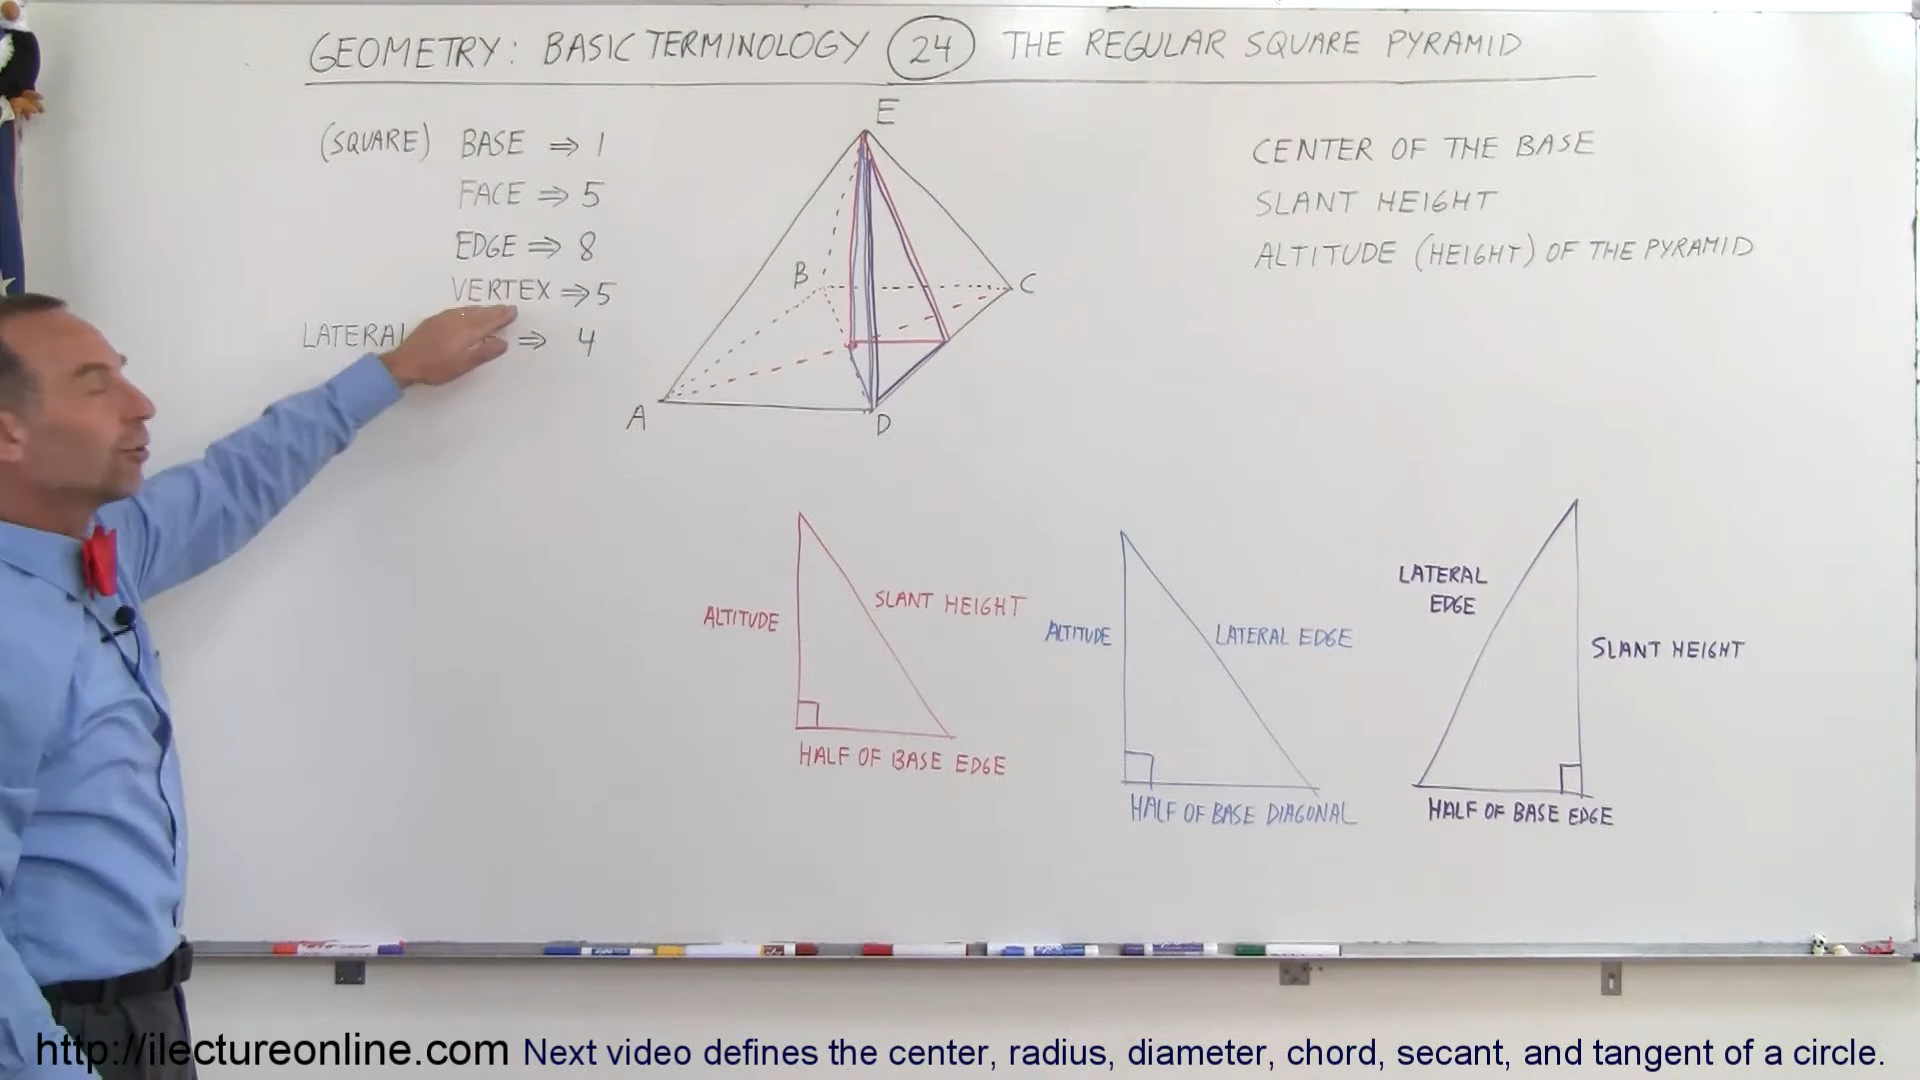 GEOMETRY: BASIC TERMINOLOGY 24 THE REGULAR SQUARE PYRAMID
(SQUARE) BASE ⇒ 1
FACE ⇒ 5
EDGE ⇒ 8
VERTEX ⇒ 5
LATERAL ⇒ 4
E
B
C
A
D
CENTER OF THE BASE
SLANT HEIGHT
ALTITUDE (HEIGHT) OF THE PYRAMID
ALTITUDE
SLANT HEIGHT
HALF OF BASE EDGE
ALTITUDE
LATERAL EDGE
HALF OF BASE DIAGONAL
LATERAL
EDGE
SLANT HEIGHT
HALF OF BASE EDGE
http://ilectureonline.com Next video defines the center, radius, diameter, chord, secant, and tangent of a circle.